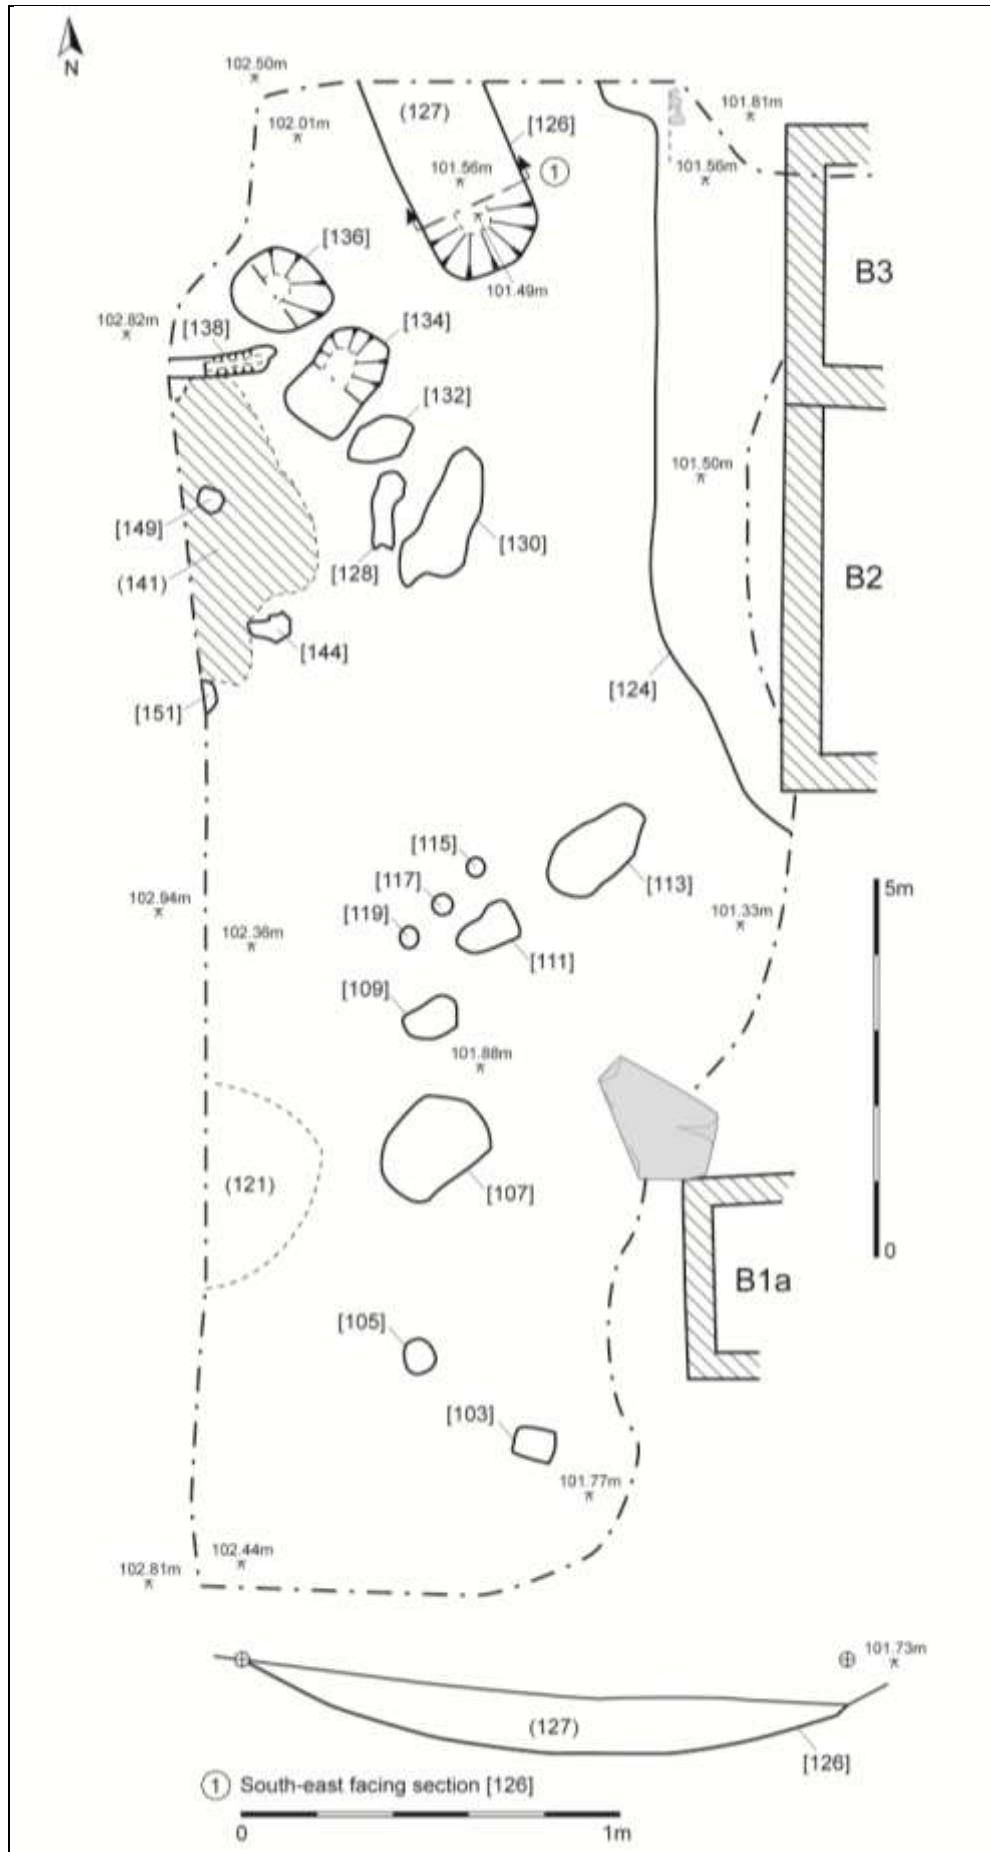 N
102.50m
102.01m
(127)
[126]
101.81m
101.56m
1
101.56m
101.49m
[136]
B3
102.82m
[138]
[134]
[132]
101.50m
[149]
[130]
[128]
(141)
B2
[144]
[124]
[151]
[115]
[117]
[113]
102.94m
[119]
101.33m
5m
102.36m
[111]
[109]
101.88m
(121)
[107]
0
B1a
[105]
[103]
101.77m
102.44m
102.81m
101.73m
(127)
[126]
1 South-east facing section [126]
0 1m